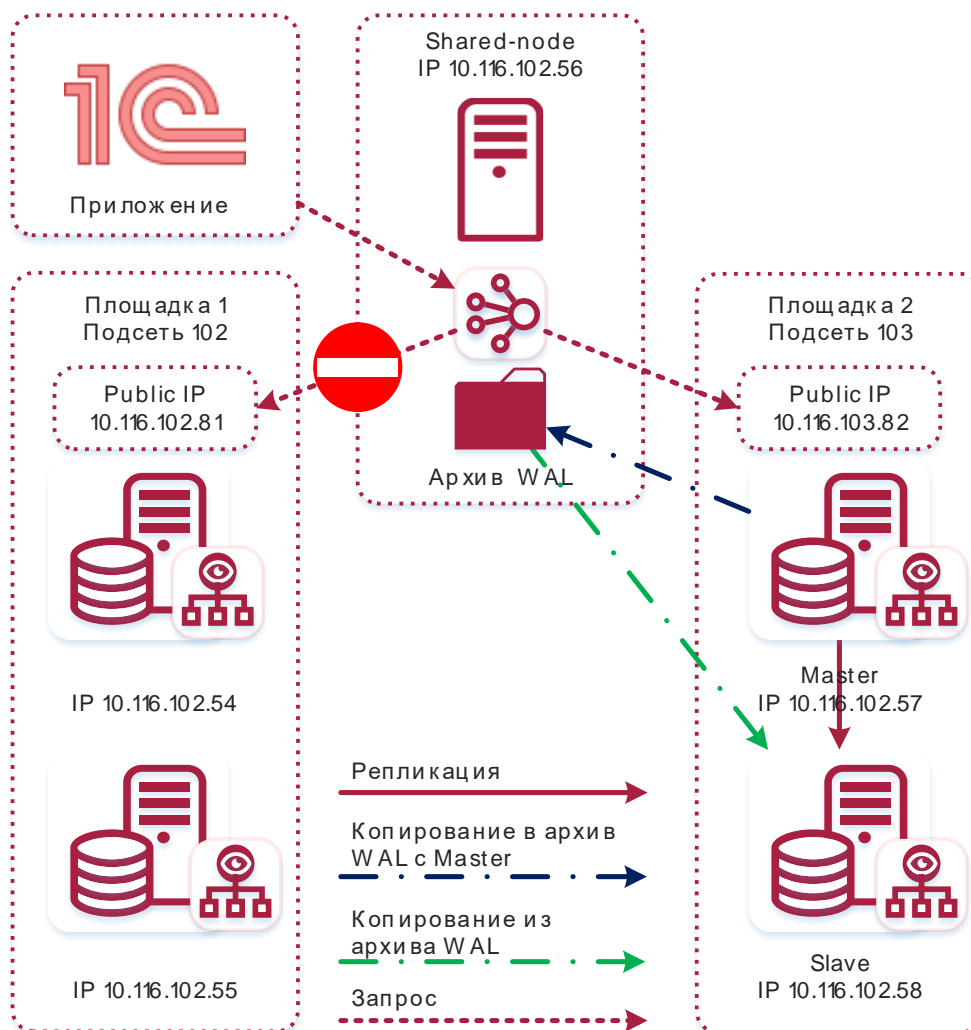 1С
Приложение
Shared-node
IP 10.116.102.56
Архив WAL
Площадка 1
Подсеть 102
Public IP
10.116.102.81
IP 10.116.102.54
IP 10.116.102.55
Площадка 2
Подсеть 103
Public IP
10.116.103.82
Master
IP 10.116.102.57
Slave
IP 10.116.102.58
Репликация
Копирование в архив
WAL с Master
Копирование из
архива WAL
Запрос